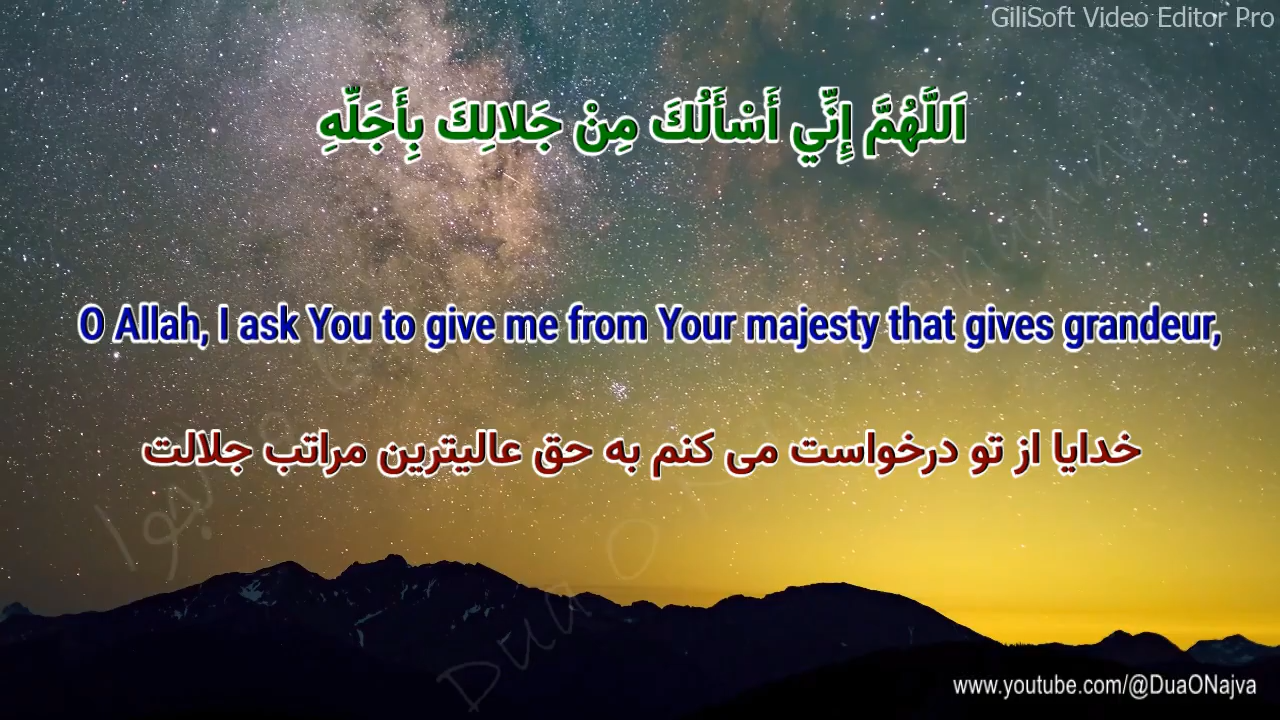 GiliSoft Video Editor Pro
اَللَّهُمَّ إِنِّي أَسْأَلُكَ مِنْ جَلالِكَ بِأَجَلِّهِ
O Allah, I ask You to give me from Your majesty that gives grandeur,
خدایا از تو درخواست می کنم به حق عالیترین مراتب جلالت
www.youtube.com/@DuaONajva